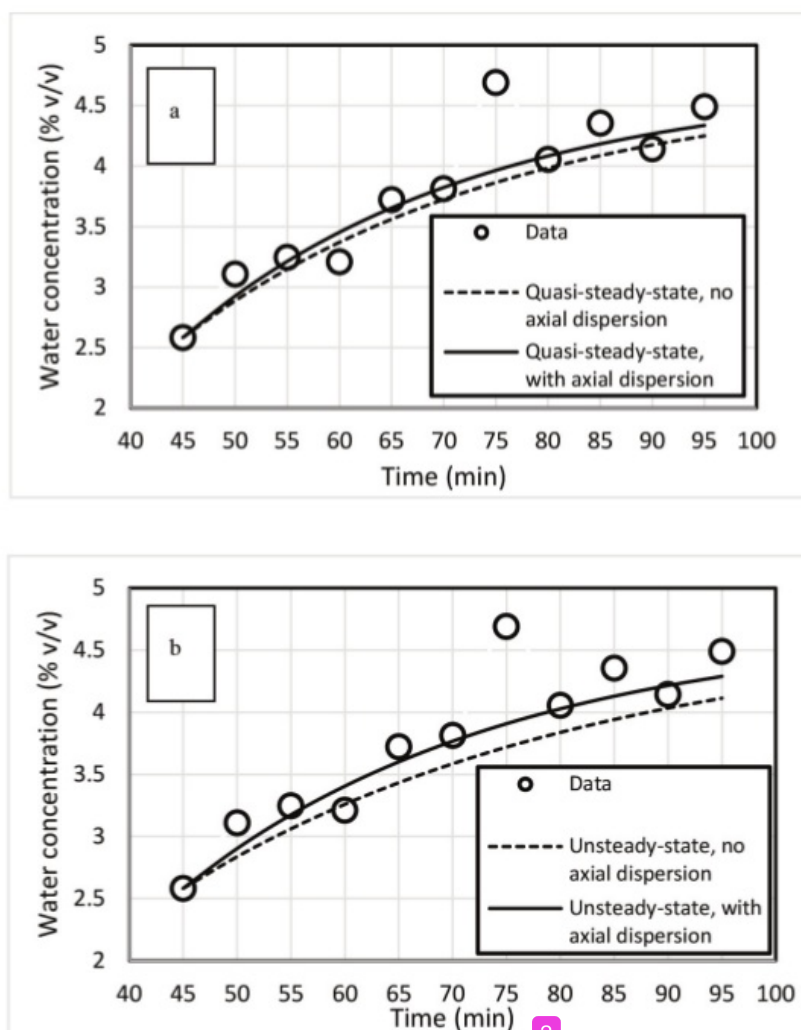 5
4.5
4
3.5
3
2.5
2
Water concentration (% v/v)
a
Data
Quasi-steady-state, no
axial dispersion
Quasi-steady-state,
with axial dispersion
40 45 50 55 60 65 70 75 80 85 90 95 100
Time (min)
5
4.5
4
3.5
3
2.5
2
Water concentration (% v/v)
b
Data
Unsteady-state, no
axial dispersion
Unsteady-state, with
axial dispersion
40 45 50 55 60 65 70 75 80 85 90 95 100
Time (min)